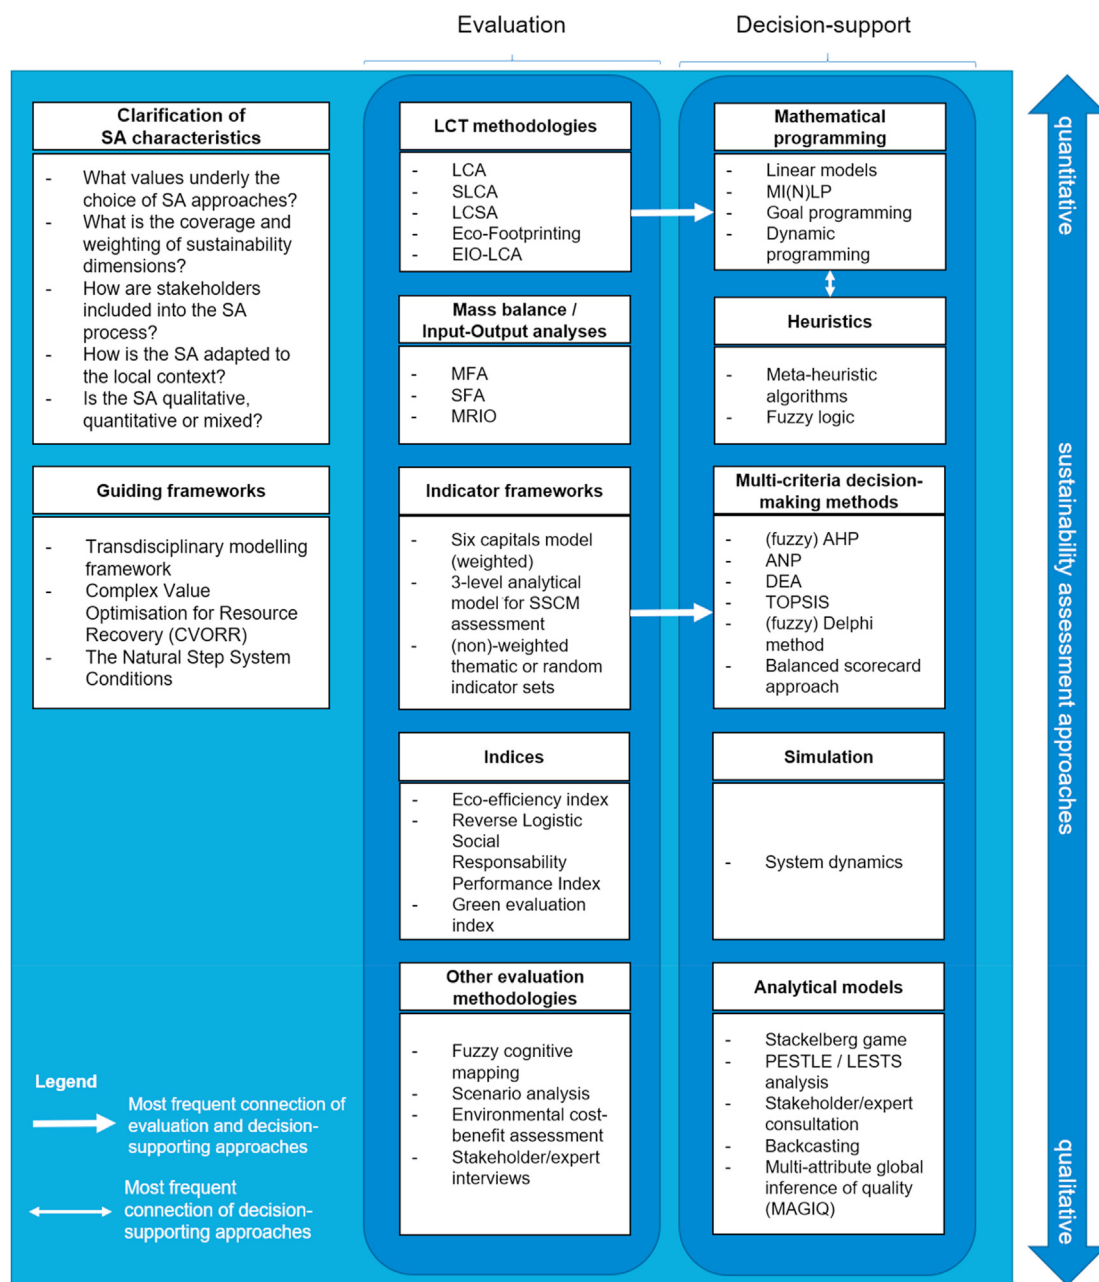 Evaluation
Decision-support
Clarification of
SA characteristics
- What values underly the
choice of SA approaches?
- What is the coverage and
weighting of sustainability
dimensions?
- How are stakeholders
included into the SA
process?
- How is the SA adapted to
the local context?
- Is the SA qualitative,
quantitative or mixed?
Guiding frameworks
- Transdisciplinary modelling
framework
- Complex Value
Optimisation for Resource
Recovery (CVORR)
- The Natural Step System
Conditions
Legend
Most frequent connection of
evaluation and decision-
supporting approaches
Most frequent
connection of decision-
supporting approaches
LCT methodologies
- LCA
- SLCA
- LCSA
- Eco-Footprinting
- EIO-LCA
Mass balance /
Input-Output analyses
- MFA
- SFA
- MRIO
Indicator frameworks
- Six capitals model
(weighted)
- 3-level analytical
model for SSCM
assessment
- (non)-weighted
thematic or random
indicator sets
Indices
- Eco-efficiency index
- Reverse Logistic
Social
Responsability
Performance Index
- Green evaluation
index
Other evaluation
methodologies
- Fuzzy cognitive
mapping
- Scenario analysis
- Environmental cost-
benefit assessment
- Stakeholder/expert
interviews
Mathematical
programming
- Linear models
- MI(N)LP
- Goal programming
- Dynamic
programming
Heuristics
- Meta-heuristic
algorithms
- Fuzzy logic
Multi-criteria decision-
making methods
- (fuzzy) AHP
- ANP
- DEA
- TOPSIS
- (fuzzy) Delphi
method
- Balanced scorecard
approach
Simulation
- System dynamics
Analytical models
- Stackelberg game
- PESTLE / LESTS
analysis
- Stakeholder/expert
consultation
- Backcasting
- Multi-attribute global
inference of quality
(MAGIQ)
quantitative
sustainability assessment approaches
qualitative